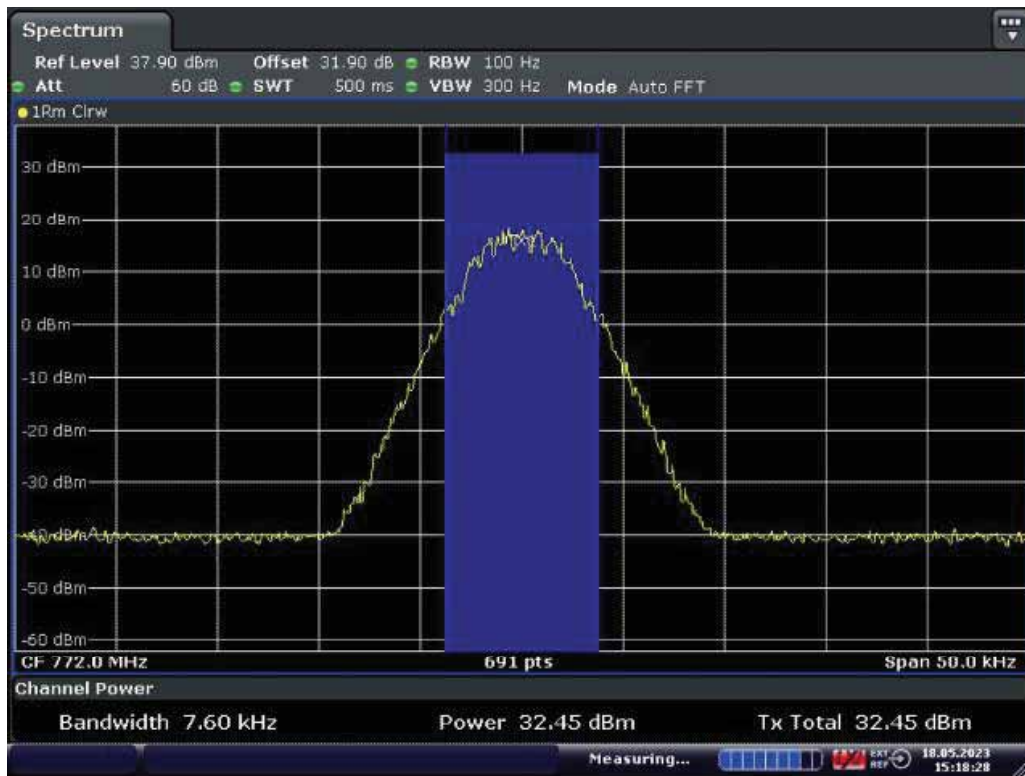 Spectrum
Ref Level 37.90 dBm Offset 31.90 dB RBW 100 Hz
Att 60 dB SWT 500 ms VBW 300 Hz Mode Auto FFT
1Rm Clrw
30 dBm
20 dBm
10 dBm
0 dBm
-10 dBm
-20 dBm
-30 dBm
-40 dBm
-50 dBm
-60 dBm
CF 772.0 MHz 691 pts Span 50.0 kHz
Channel Power
Bandwidth 7.60 kHz Power 32.45 dBm Tx Total 32.45 dBm
Measuring... EXT REF 18.05.2023
15:18:28